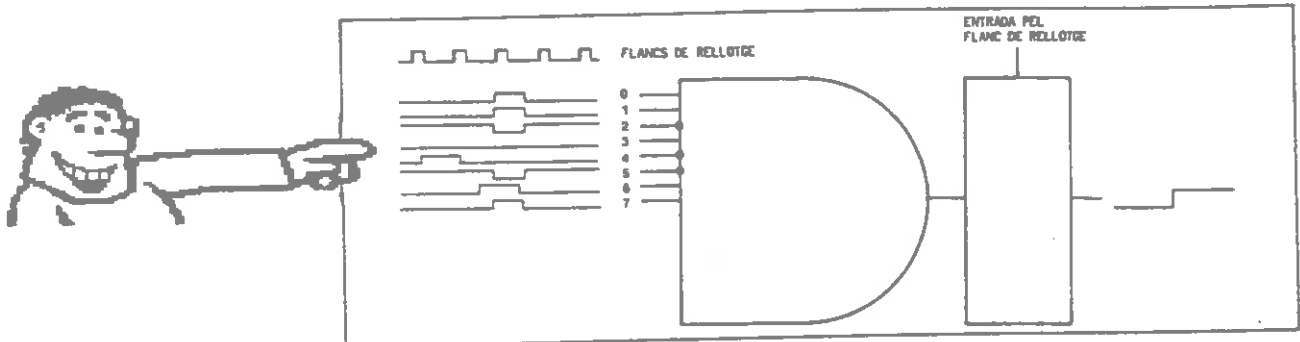 ENTRADA PEL
FLANC DE RELLOTGE
FLANCS DE RELLOTGE
0
1
2
3
4
5
6
7